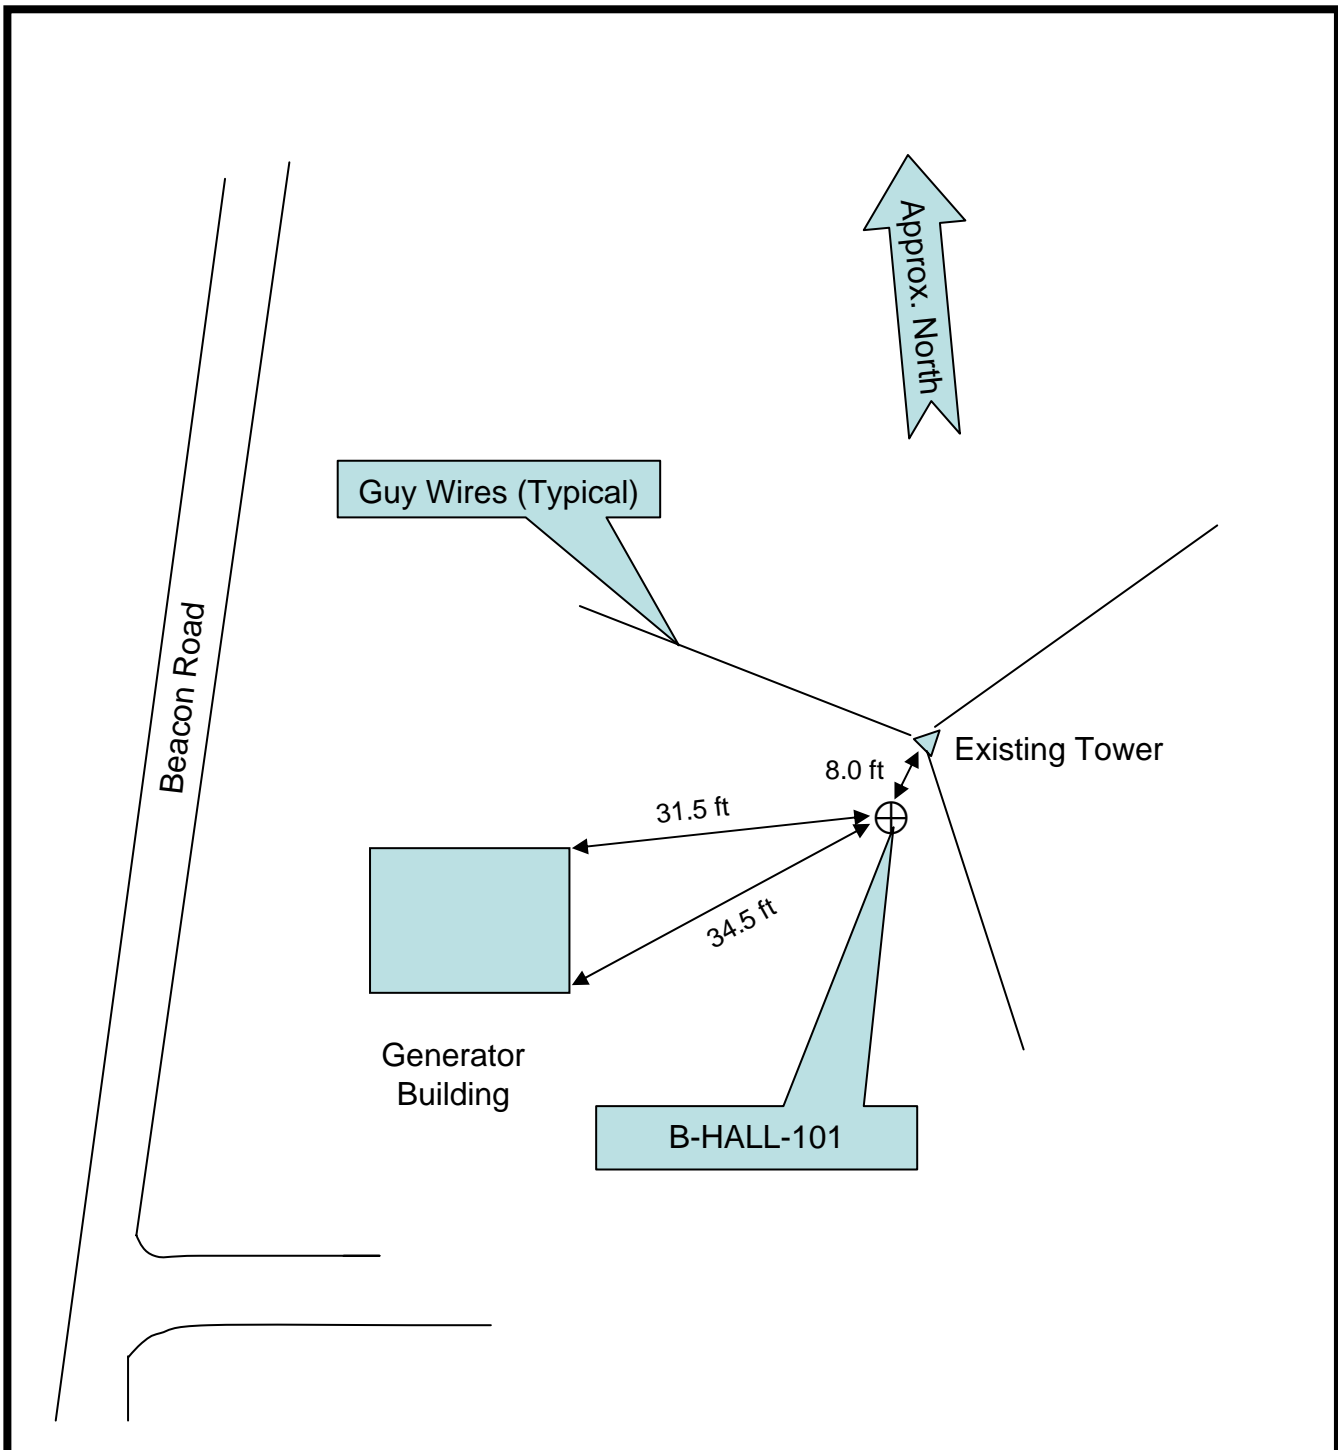 Approx. North
Guy Wires (Typical)
Beacon Road
Existing Tower
8.0 ft
31.5 ft
34.5 ft
Generator
Building
B-HALL-101